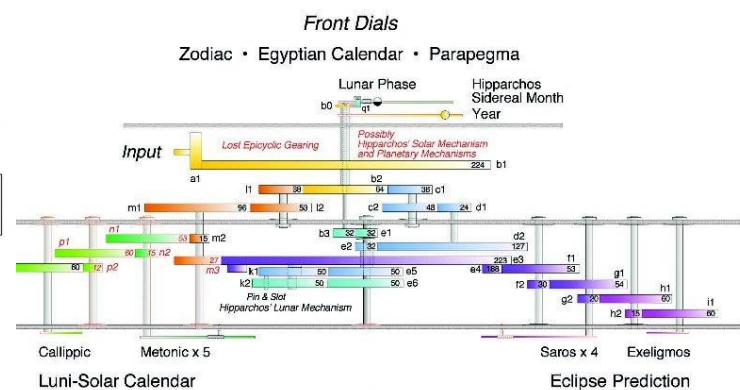 Front Dials
Zodiac • Egyptian Calendar • Parapegma
Lunar Phase
Hipparchos
Sidereal Month
b0
q1
Year
Input
Lost Epicyclic Gearing
Possibly
Hipparchos' Solar Mechanism
and Planetary Mechanisms
224 b1
a1
b2
l1 38 64 38 c1
m1 96 53 l2 c2 48 24 d1
n1 53 15 m2 b3 32 32 e1
d2
p1 60 15 n2 e2 32 127
27 223 e3 f1
60 12 p2 m3 k1 50 50 e5 e4 188 53
g1
k2 50 50 e6 f2 30 54
h1
Pin & Slot g2 20 60
i1
Hipparchos' Lunar Mechanism h2 15 60
Callippic Metonic x 5 Saros x 4 Exeligmos
Luni-Solar Calendar Eclipse Prediction